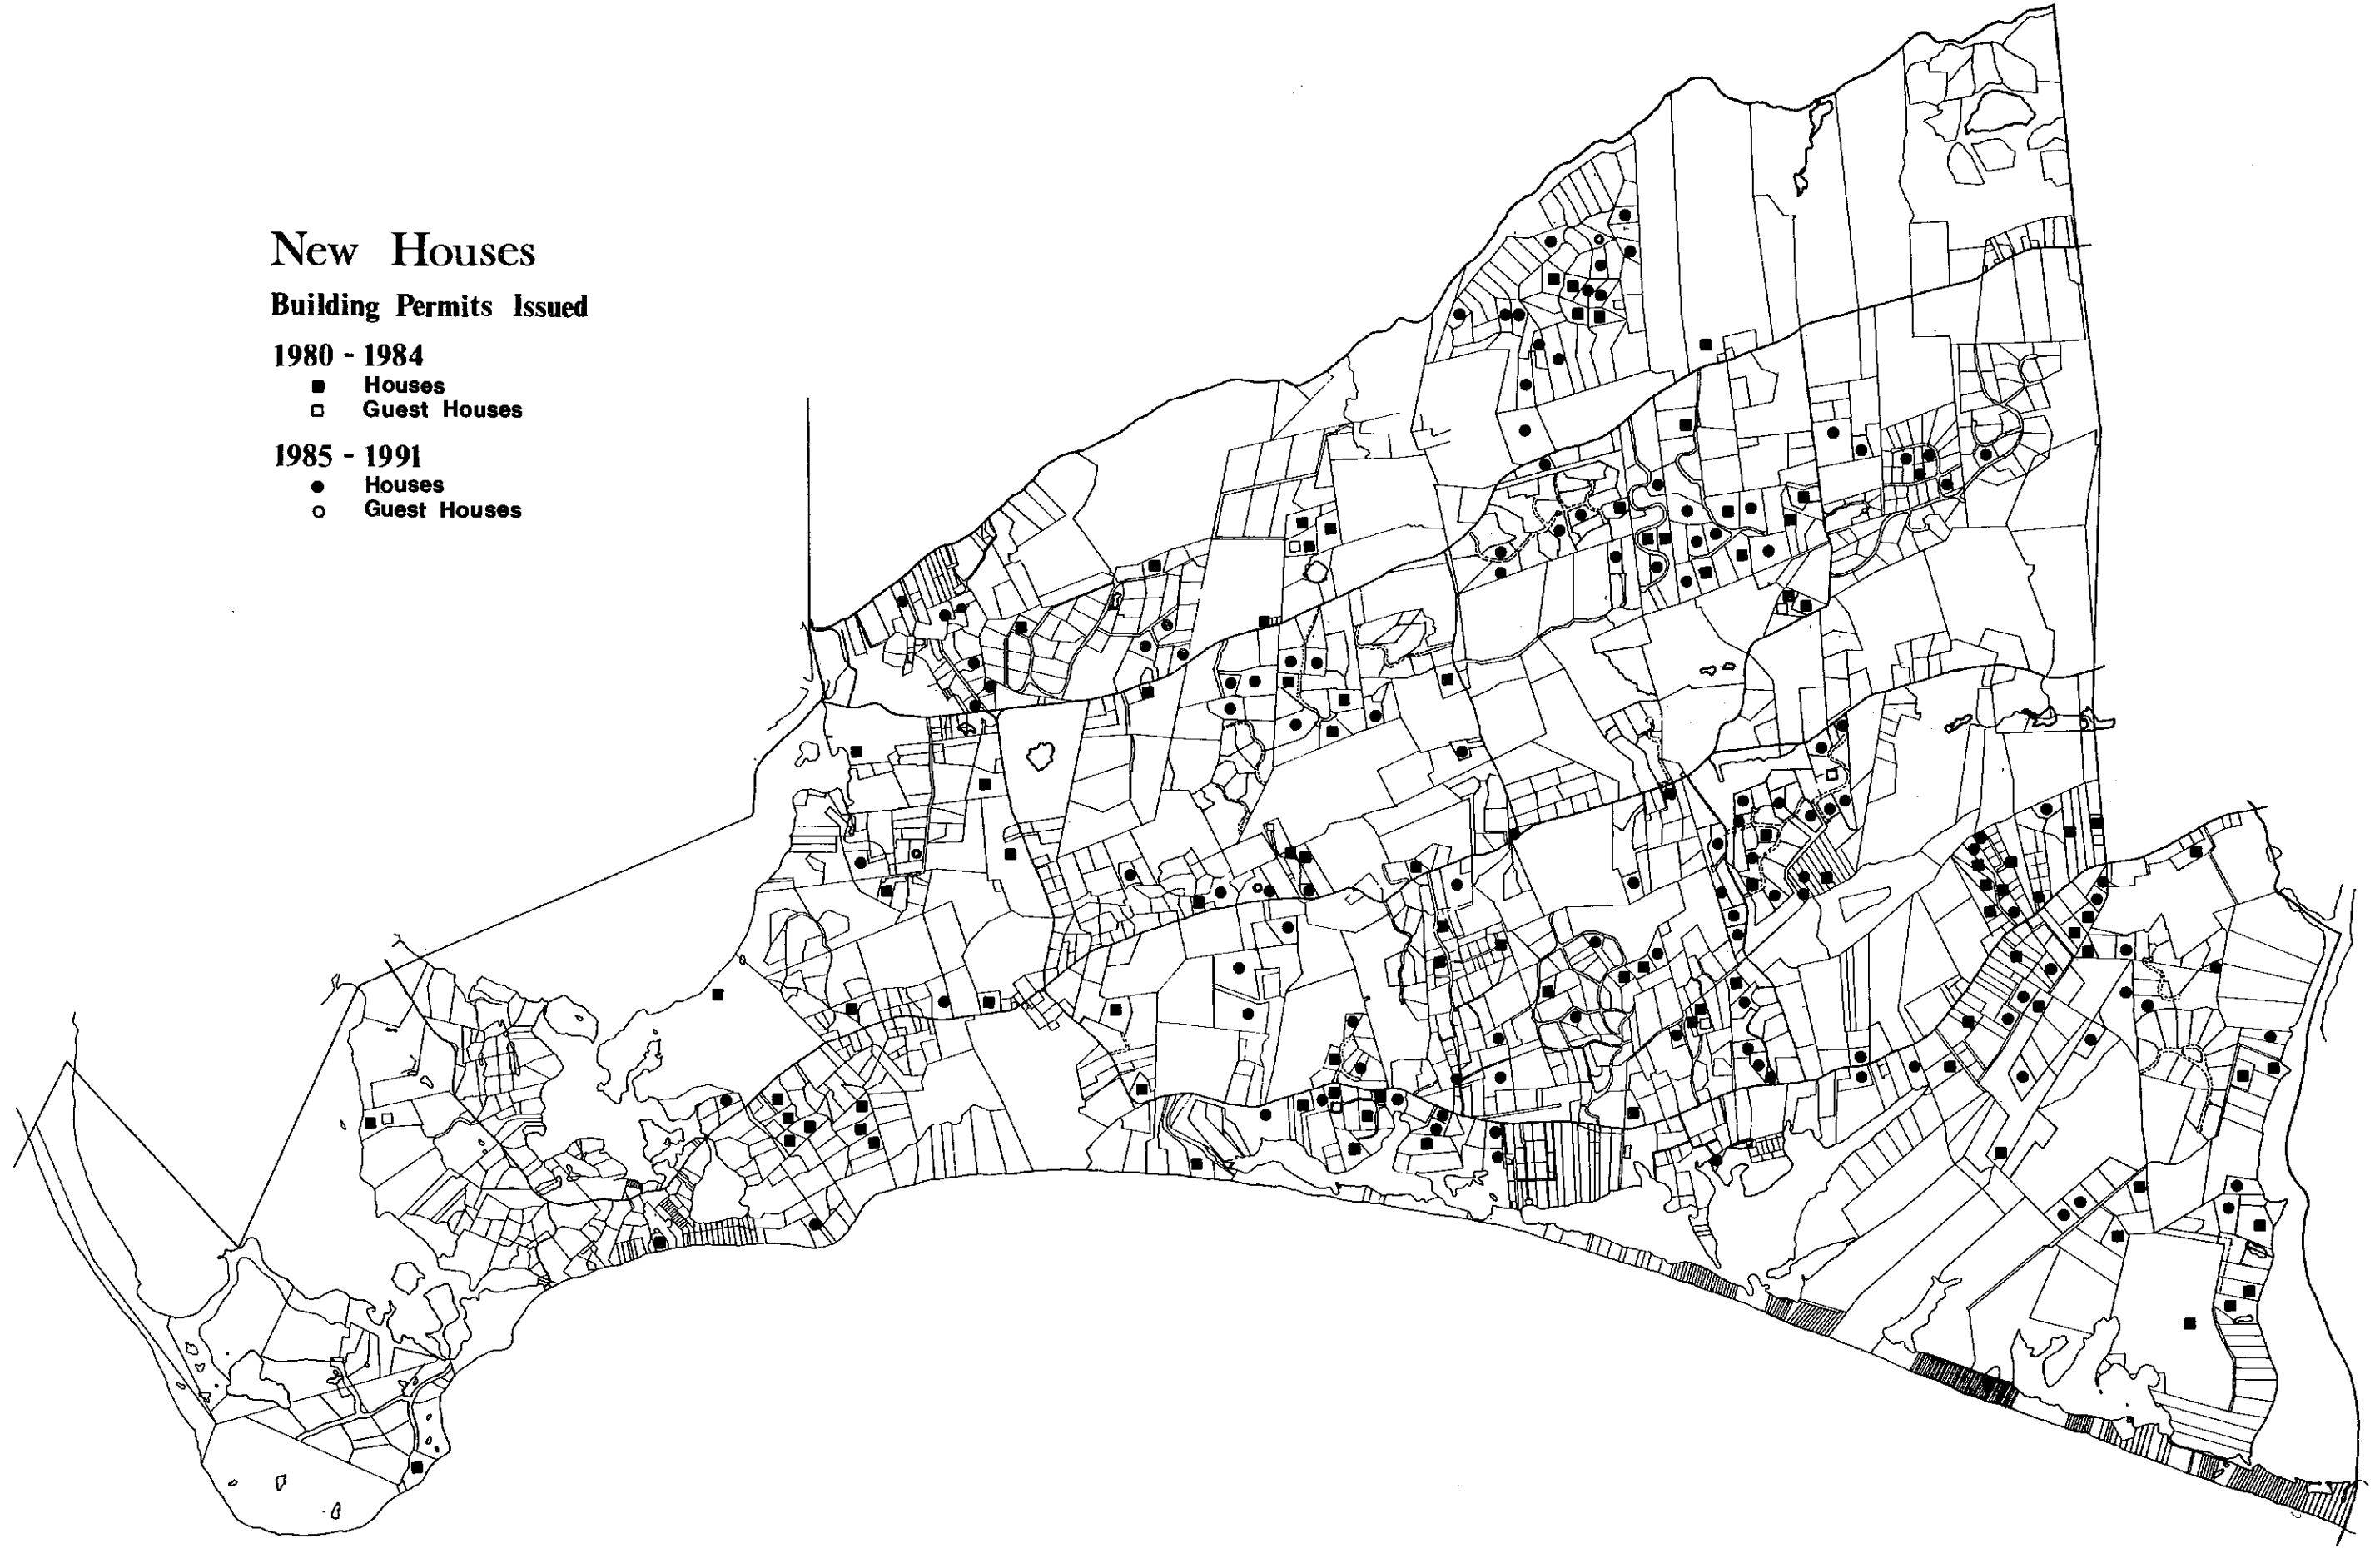 New Houses
Building Permits Issued
1980 - 1984
Houses
Guest Houses
1985 - 1991
Houses
Guest Houses